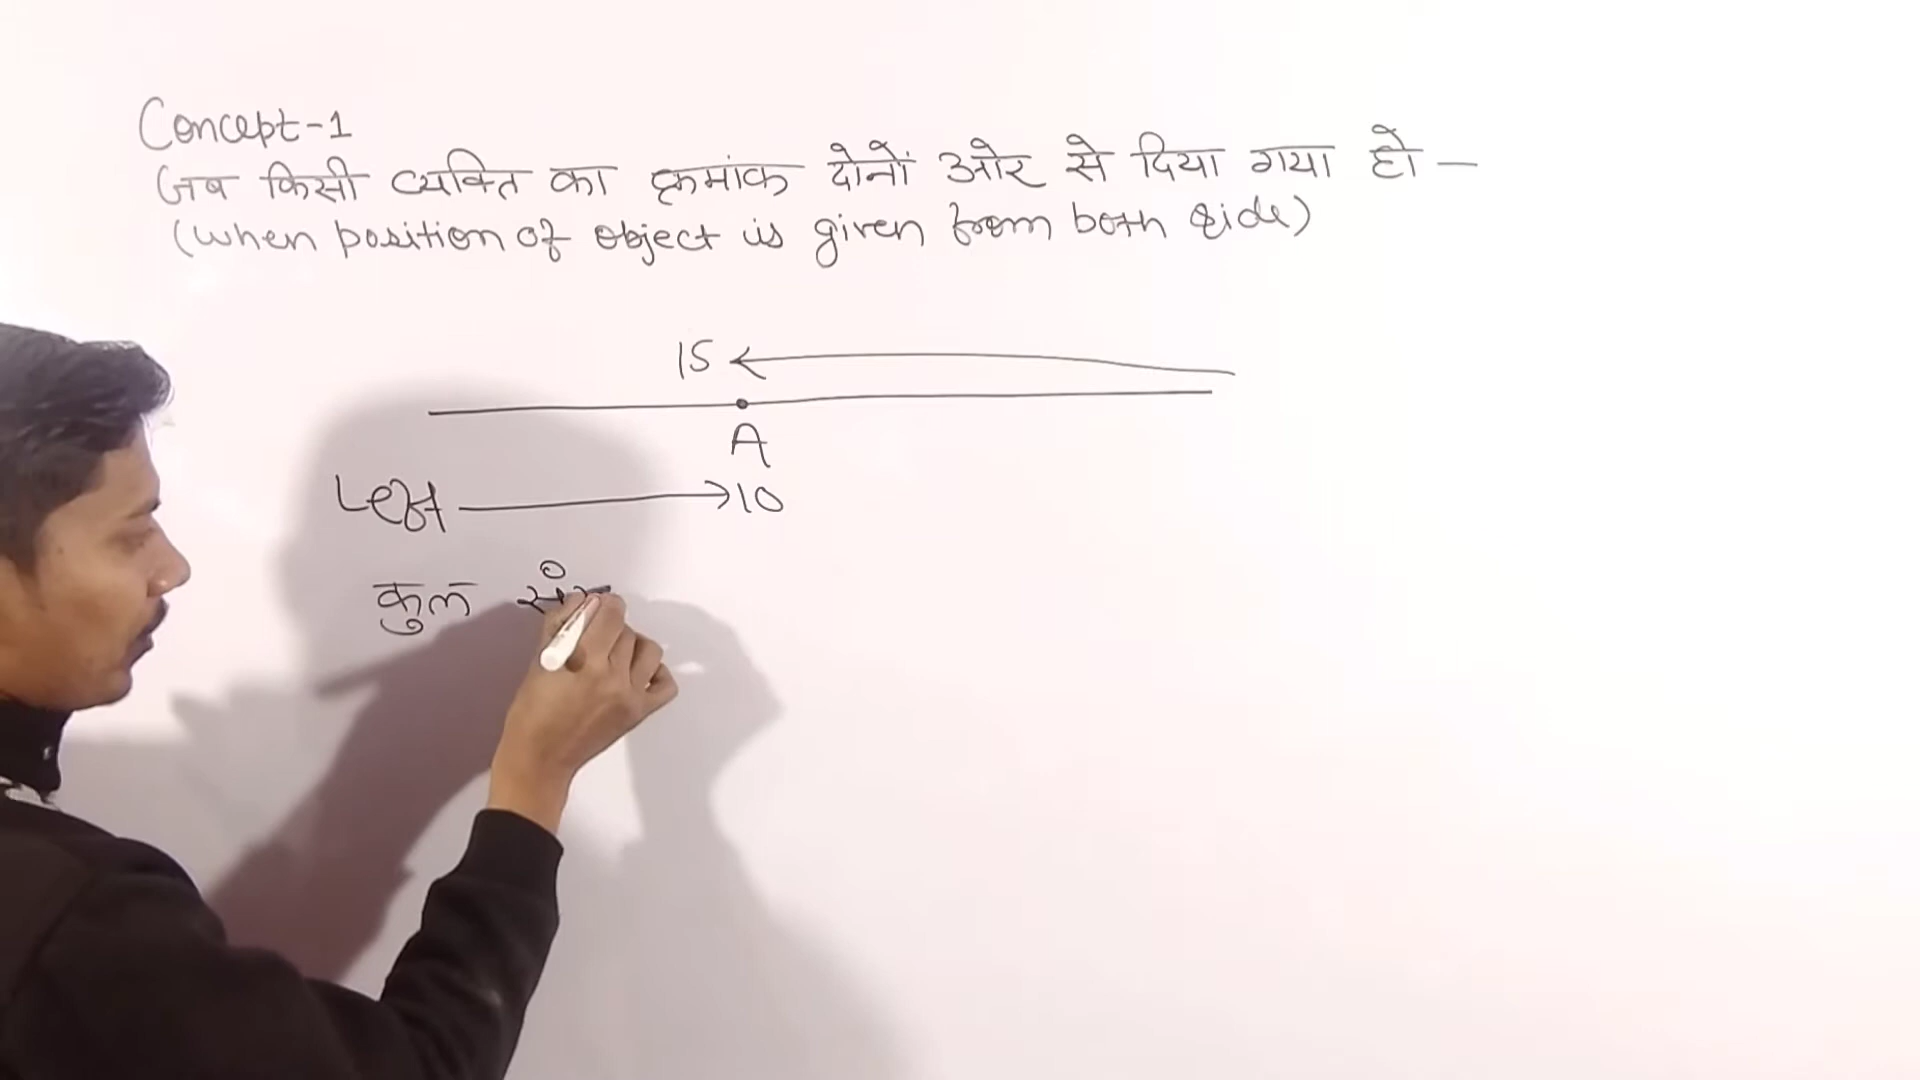 Concept-1
जब किसी व्यक्ति का क्रमांक दोनों ओर से दिया गया हो –
(when position of object is given from both side)
15
A
Left 10
कुल